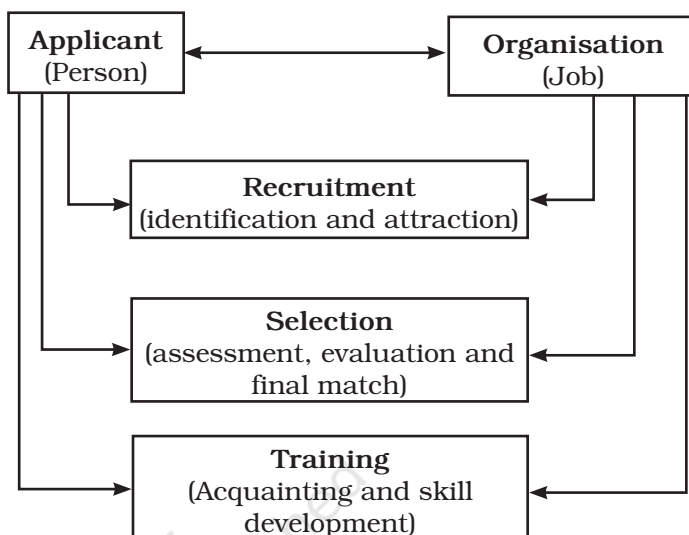 Applicant
(Person)
Organisation
(Job)
Recruitment
(identification and attraction)
Selection
(assessment, evaluation and
final match)
Training
(Acquainting and skill
development)